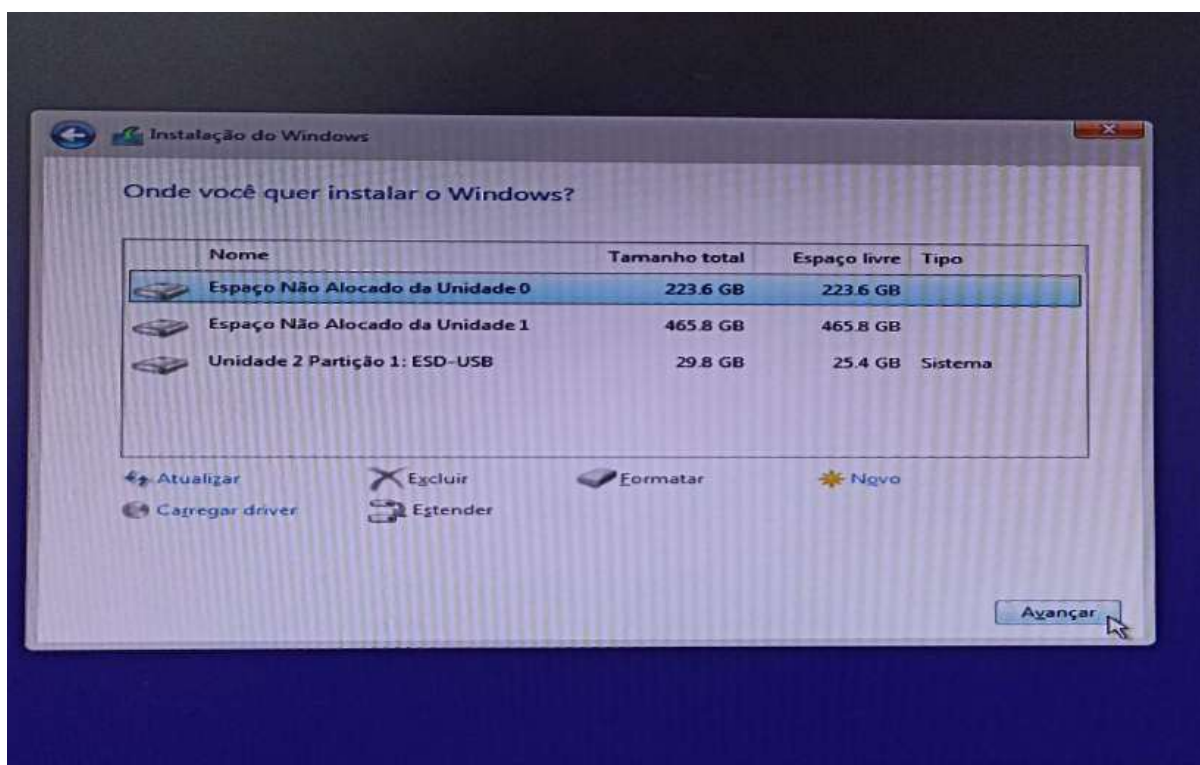 Instalação do Windows
Onde você quer instalar o Windows?
Nome Tamanho total Espaço livre Tipo
Espaço Não Alocado da Unidade 0 223.6 GB 223.6 GB
Espaço Não Alocado da Unidade 1 465.8 GB 465.8 GB
Unidade 2 Partição 1: ESD-USB 29.8 GB 25.4 GB Sistema
Atualizar Excluir Formatar Novo
Carregar driver Estender
Avançar